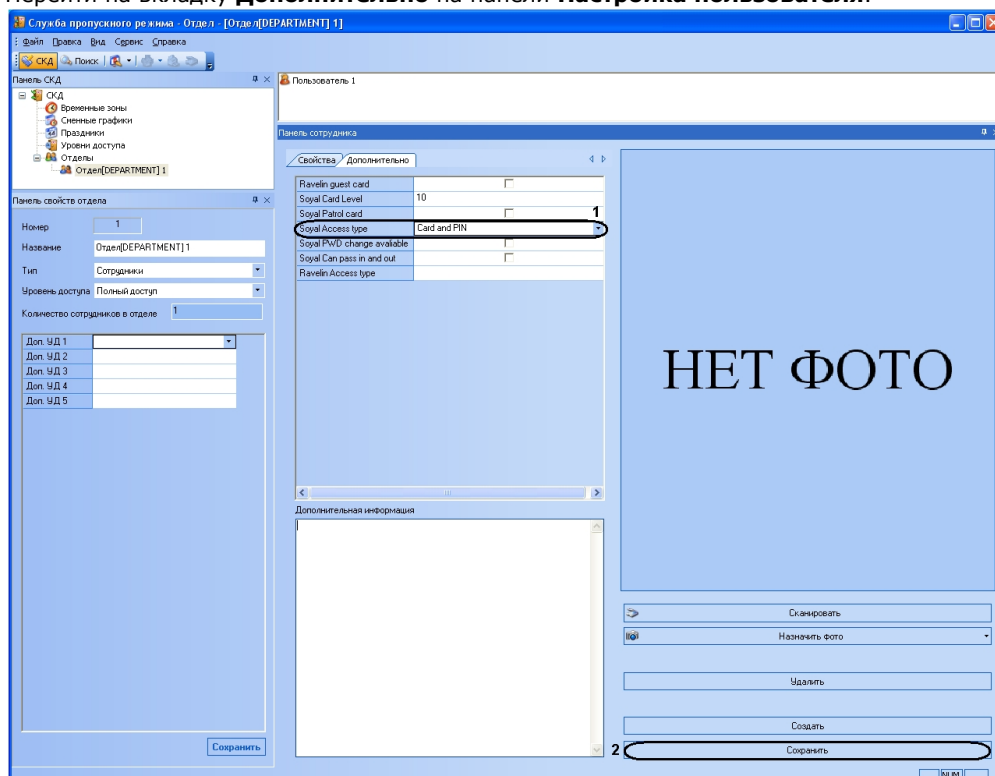 Перейти на вкладку Дополнительно на панели Настройка пользователя.
Служба пропускного режима - Отдел - [Отдел[DEPARTMENT] 1]
Файл Правка Вид Сервис Справка
СКД Поиск
Панель СКД
СКД
Временные зоны
Сменные графики
Праздники
Уровни доступа
Отделы
Отдел[DEPARTMENT] 1
Панель свойств отдела
Номер 1
Название Отдел[DEPARTMENT] 1
Тип Сотрудники
Уровень доступа Полный доступ
Количество сотрудников в отделе 1
Доп. УД 1
Доп. УД 2
Доп. УД 3
Доп. УД 4
Доп. УД 5
Сохранить
Пользователь 1
Панель сотрудника
Свойства Дополнительно
Ravelin guest card
Soyal Card Level 10
Soyal Patrol card 1
Soyal Access type Card and PIN
Soyal PWD change avaliable
Soyal Can pass in and out
Ravelin Access type
Дополнительная информация
НЕТ ФОТО
Сканировать
Назначить фото
Удалить
Создать
2 Сохранить
NUM